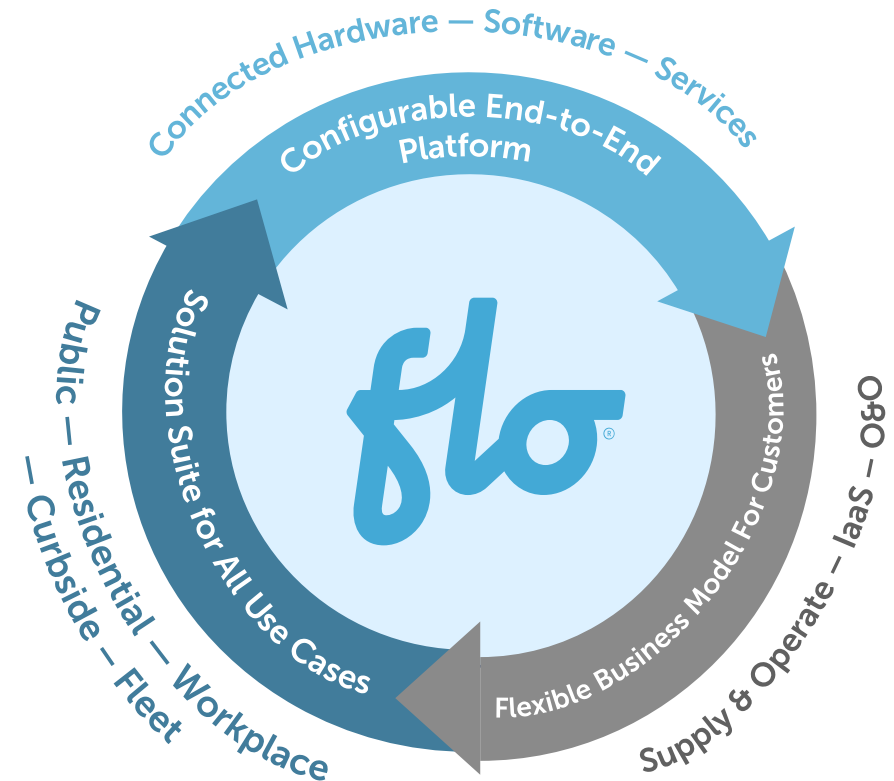 Connected Hardware — Software — Services
Configurable End-to-End
Platform
Flexible Business Model For Customers
Supply & Operate — IaaS — O&O
Solution Suite for All Use Cases
Public — Residential — Workplace
— Curbside — Fleet
flo®